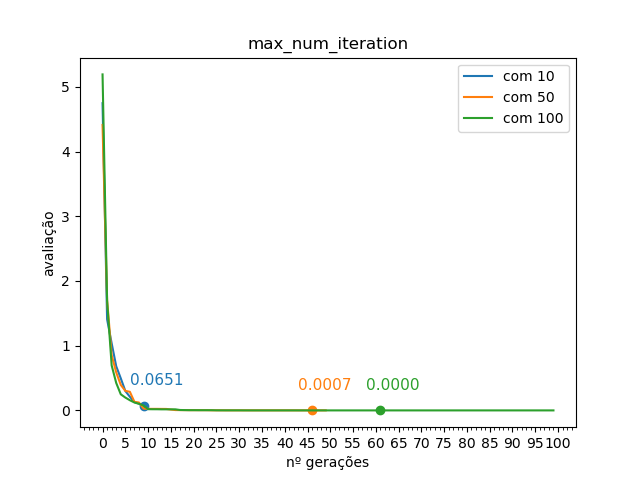 max_num_iteration
com 10
com 50
com 100
avaliação
5
4
3
2
1
0
0.0651
0.0007
0.0000
0 5 10 15 20 25 30 35 40 45 50 55 60 65 70 75 80 85 90 95 100
nº gerações